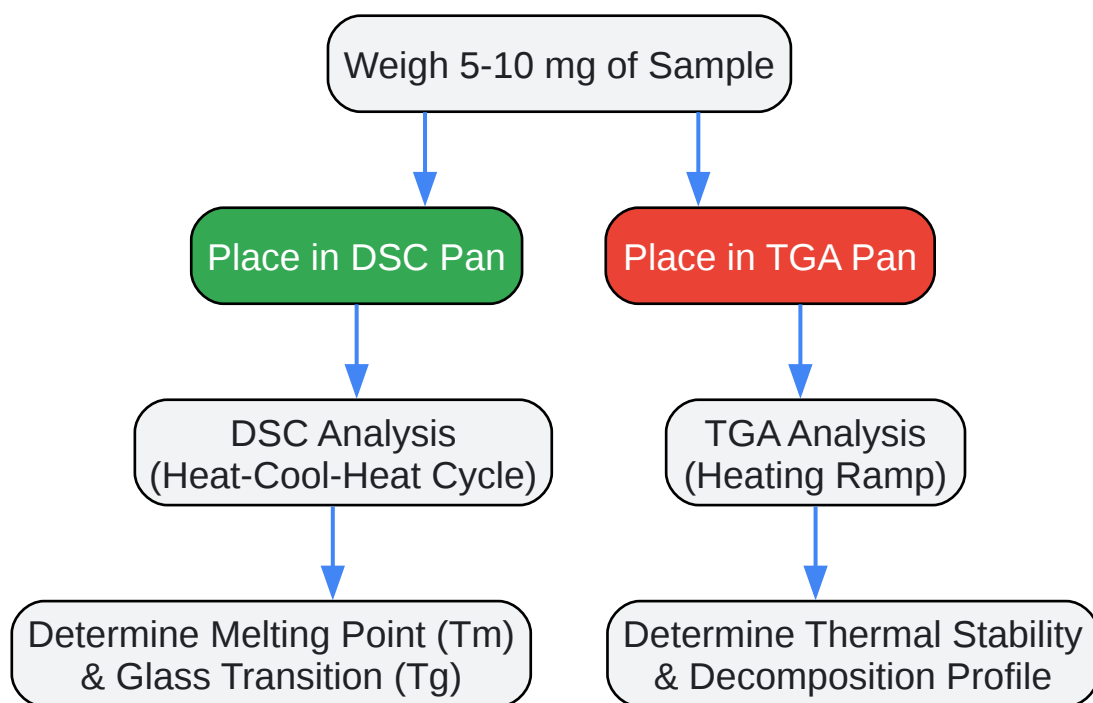 Weigh 5-10 mg of Sample
Place in DSC Pan
Place in TGA Pan
DSC Analysis
(Heat-Cool-Heat Cycle)
TGA Analysis
(Heating Ramp)
Determine Melting Point (Tm)
& Glass Transition (Tg)
Determine Thermal Stability
& Decomposition Profile